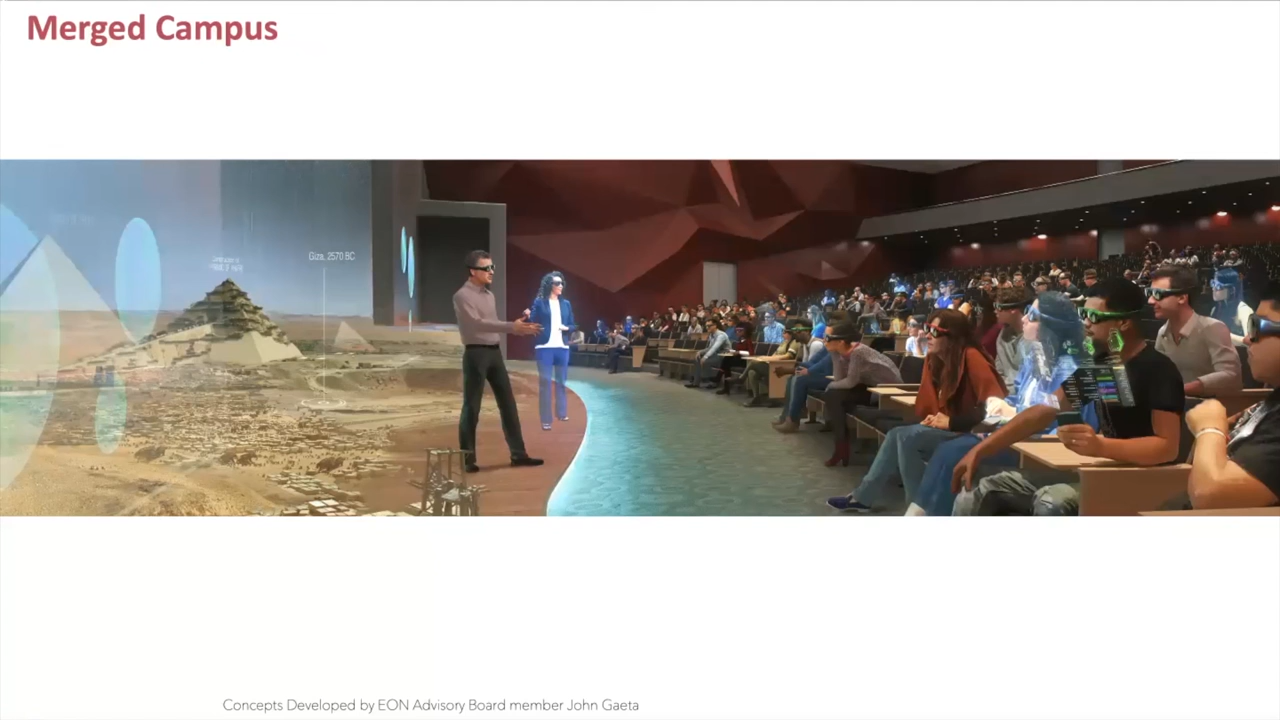 Merged Campus
Giza, 2570 BC
Concepts Developed by EON Advisory Board member John Gaeta